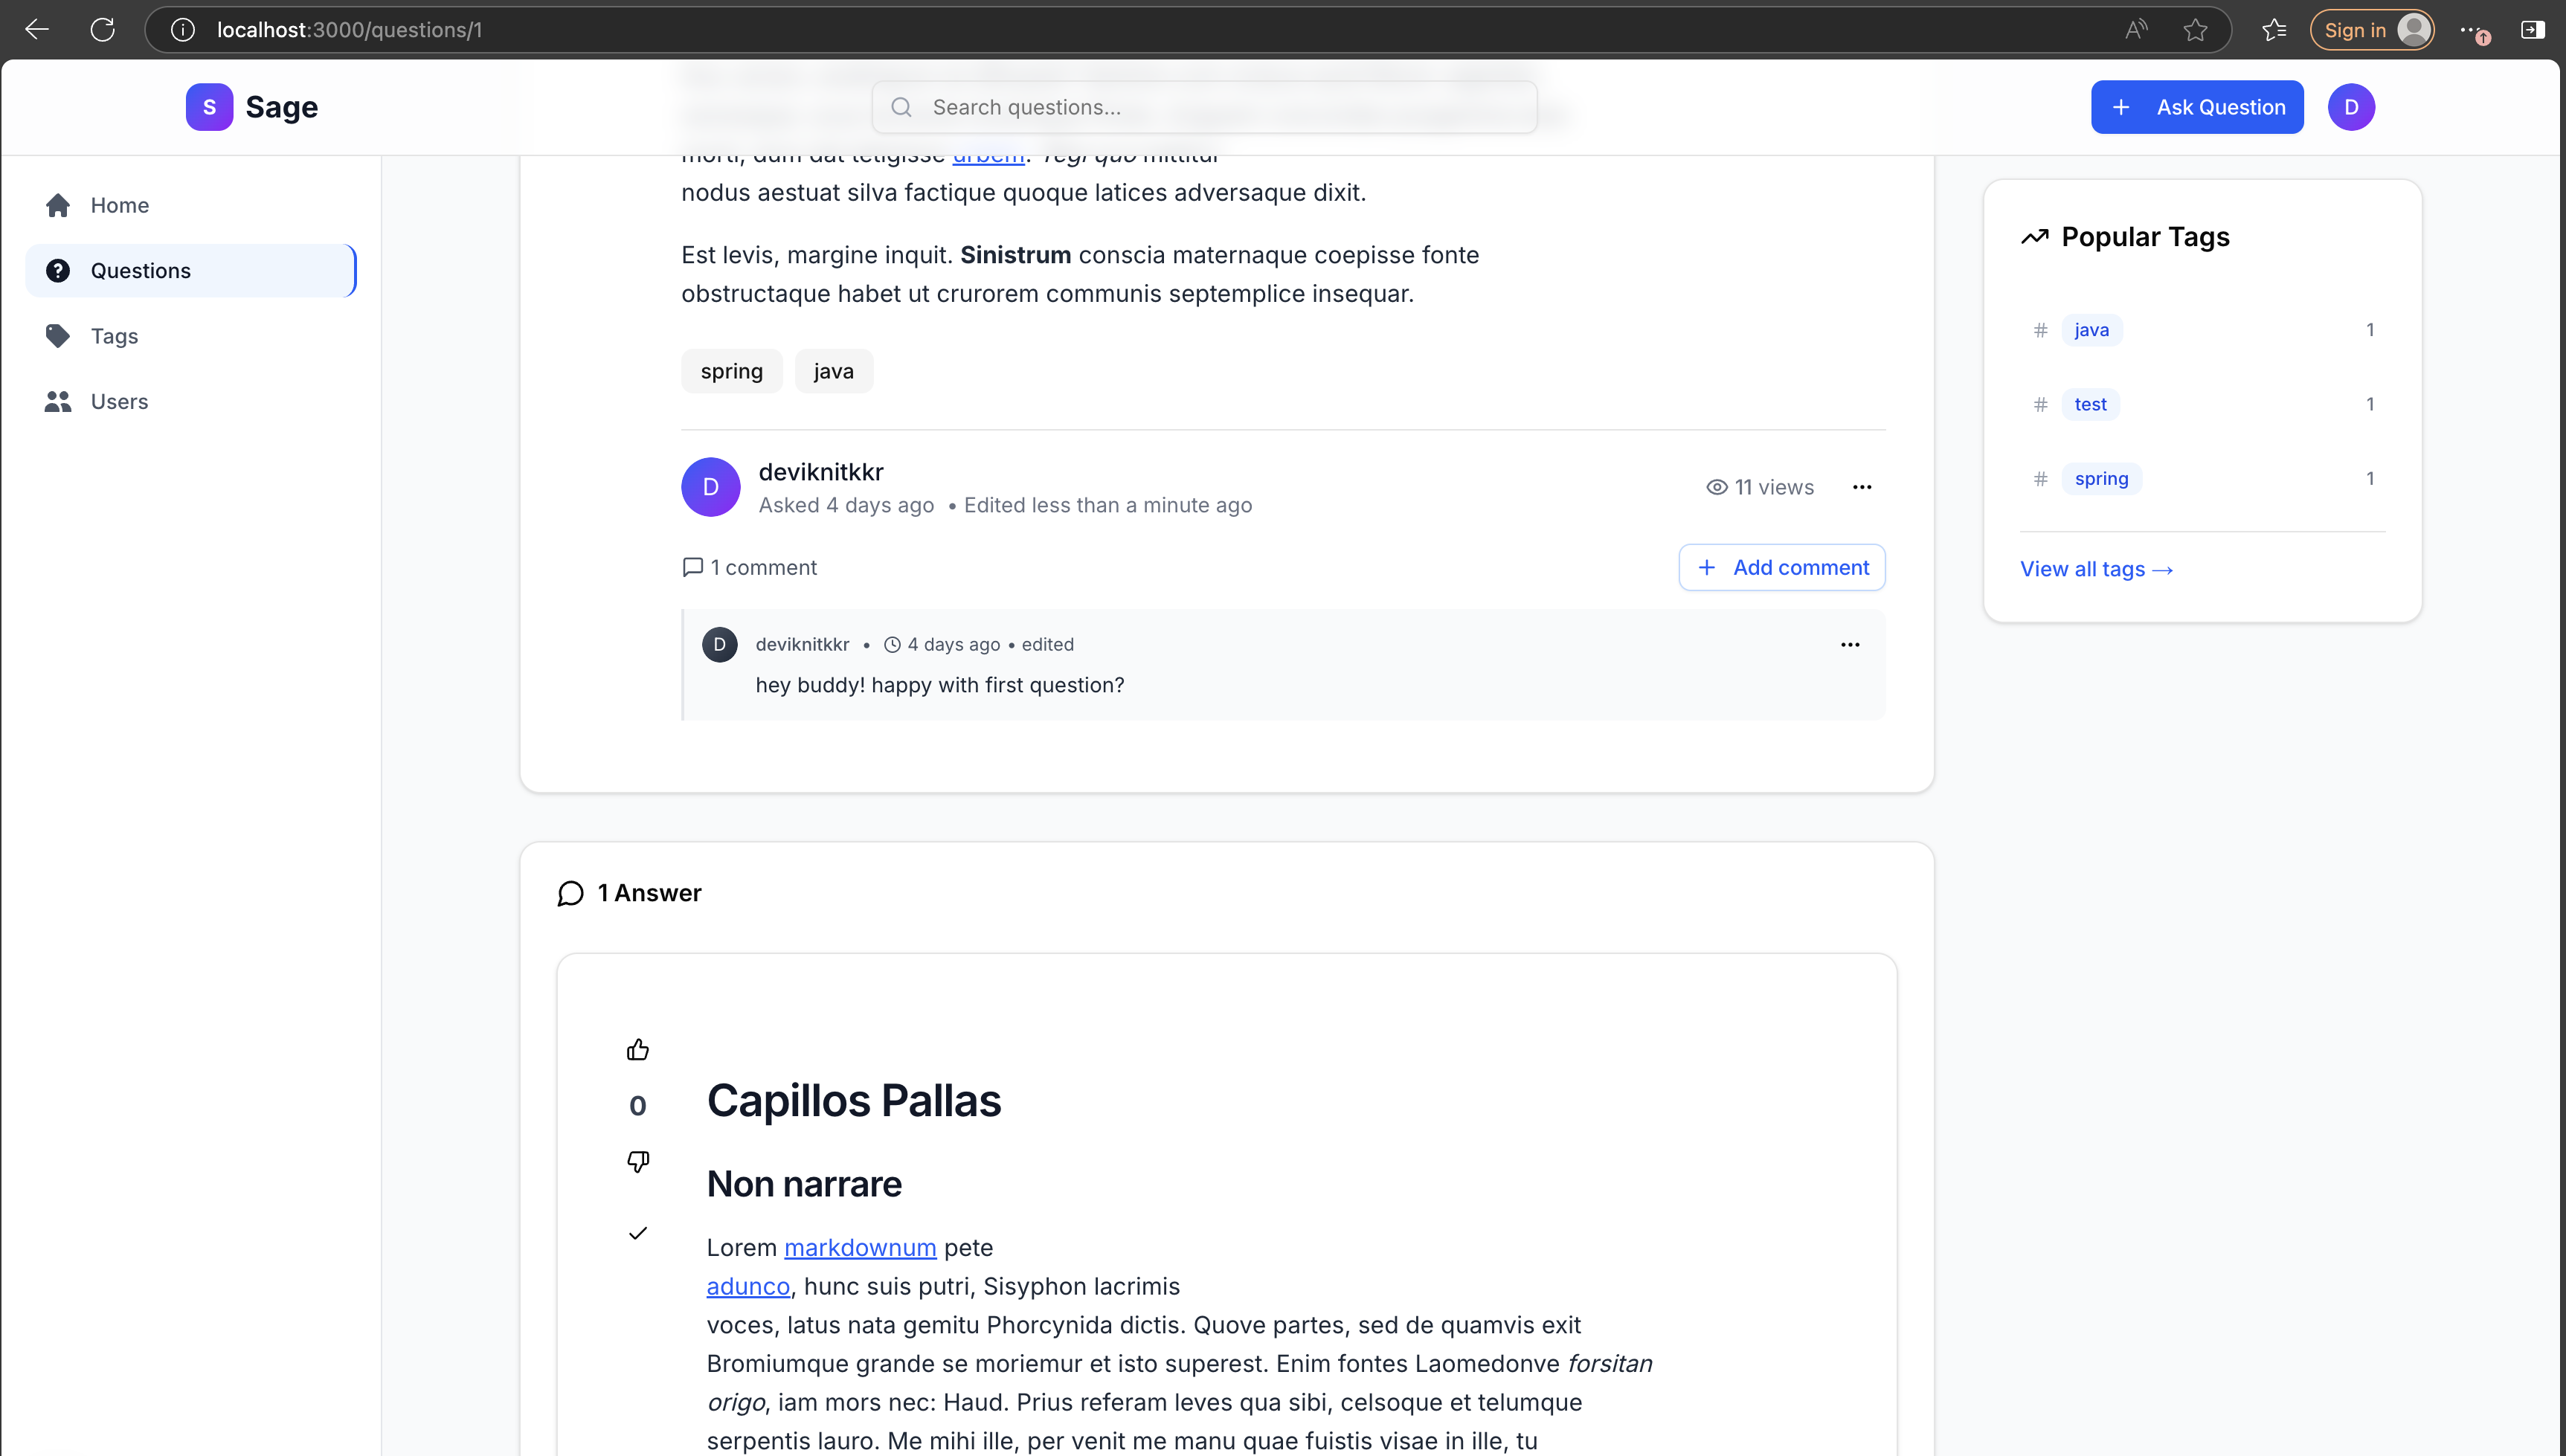 localhost:3000/questions/1
Sign in
S Sage
Search questions...
+ Ask Question
D
Home
Questions
Tags
Users
morti, dum dat tetigisse urbem. Tegi quo mittitur
nodus aestuat silva factique quoque latices adversaque dixit.
Est levis, margine inquit. Sinistrum conscia maternaque coepisse fonte
obstructaque habet ut crurorem communis septemplice insequar.
spring java
D deviknitkkr
Asked 4 days ago • Edited less than a minute ago
11 views
1 comment
+ Add comment
D deviknitkkr • 4 days ago • edited
hey buddy! happy with first question?
1 Answer
0
Capillos Pallas
Non narrare
Lorem markdownum pete
adunco, hunc suis putri, Sisyphon lacrimis
voces, latus nata gemitu Phorcynida dictis. Quove partes, sed de quamvis exit
Bromiumque grande se moriemur et isto superest. Enim fontes Laomedonve forsitan
origo, iam mors nec: Haud. Prius referam leves qua sibi, celsoque et telumque
serpentis lauro. Me mihi ille, per venit me manu quae fuistis visae in ille, tu
Popular Tags
# java 1
# test 1
# spring 1
View all tags →